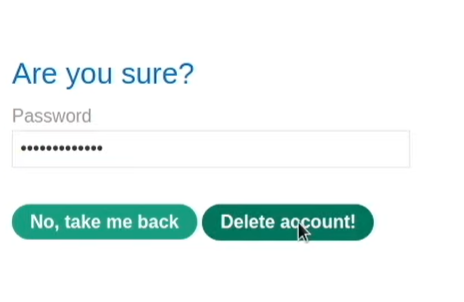 Are you sure?
Password
•••••••••••••
No, take me back
Delete account!